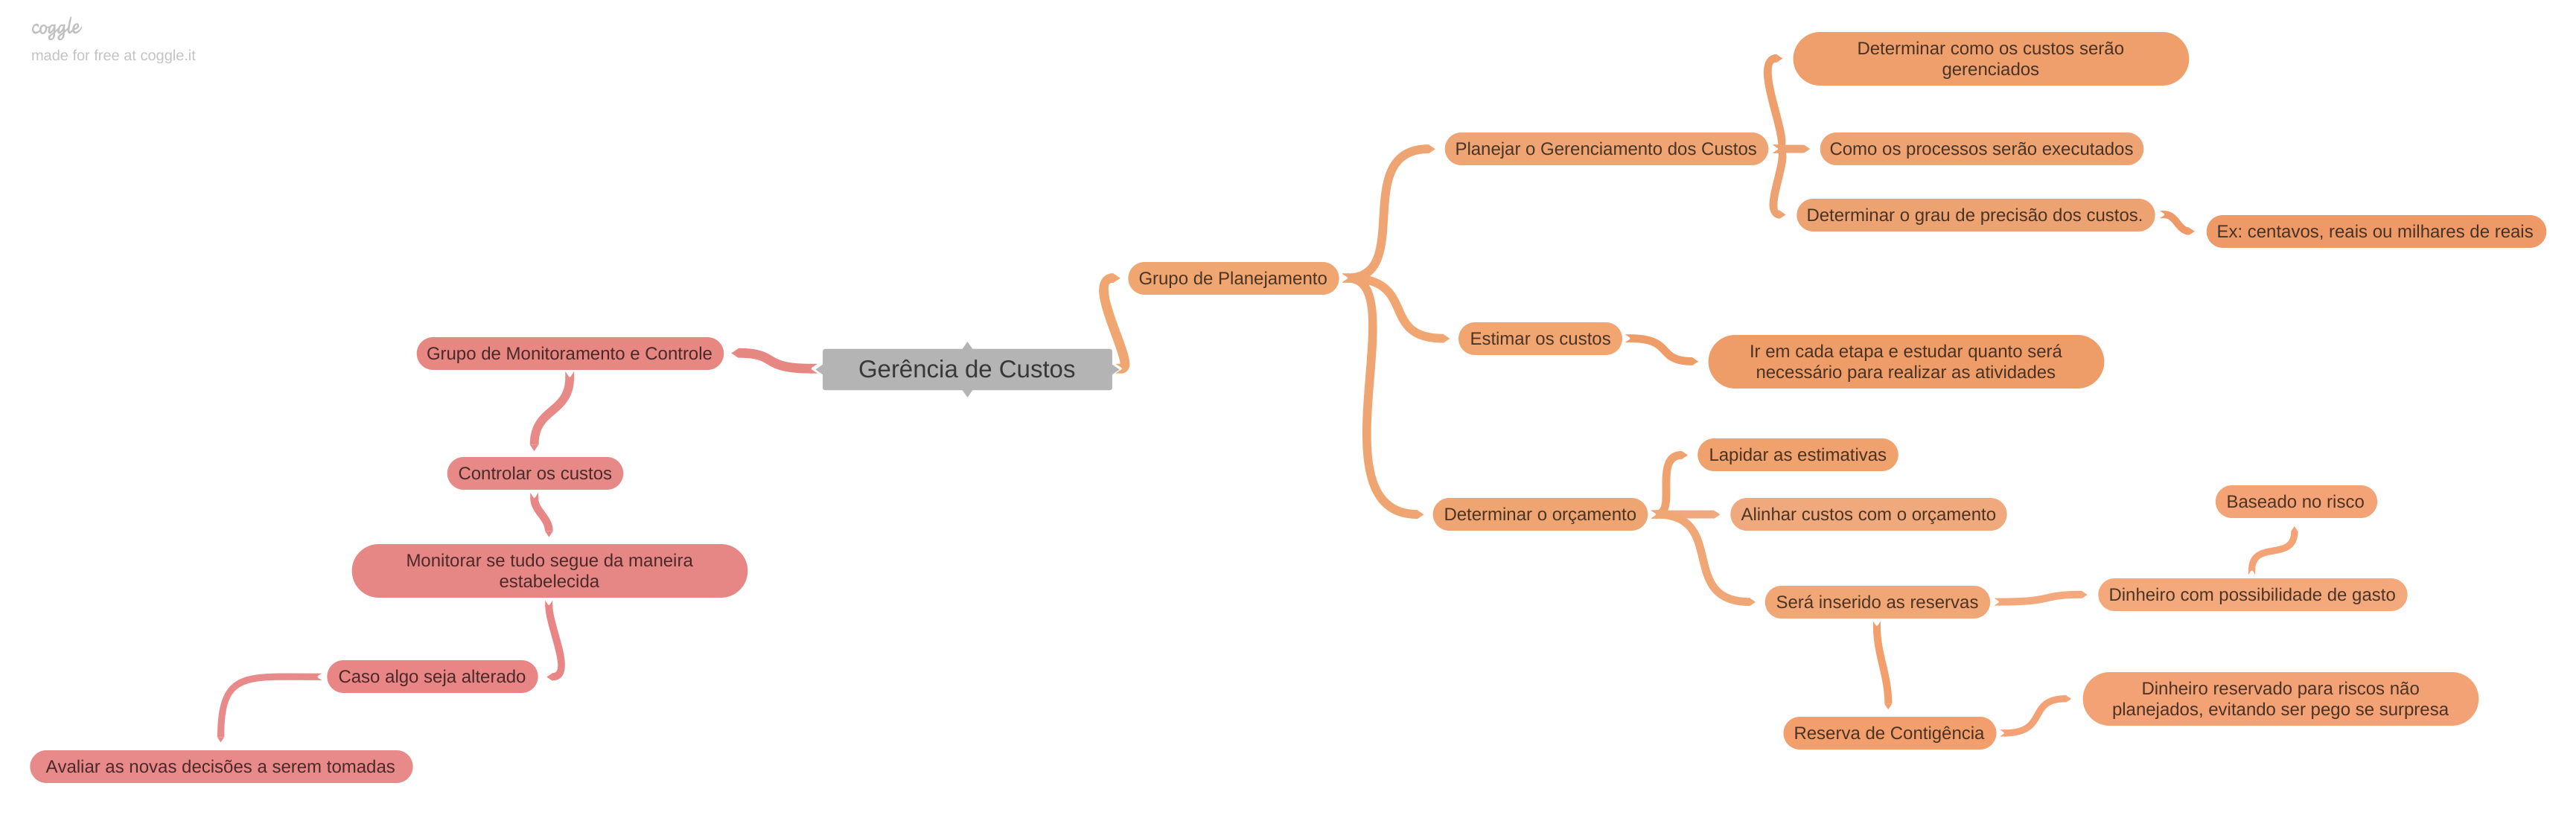 coggle
made for free at coggle.it
Determinar como os custos serão
gerenciados
Planejar o Gerenciamento dos Custos
Como os processos serão executados
Determinar o grau de precisão dos custos.
Ex: centavos, reais ou milhares de reais
Grupo de Planejamento
Estimar os custos
Ir em cada etapa e estudar quanto será
necessário para realizar as atividades
Grupo de Monitoramento e Controle
Gerência de Custos
Lapidar as estimativas
Controlar os custos
Determinar o orçamento
Alinhar custos com o orçamento
Baseado no risco
Monitorar se tudo segue da maneira
estabelecida
Será inserido as reservas
Dinheiro com possibilidade de gasto
Caso algo seja alterado
Dinheiro reservado para riscos não
planejados, evitando ser pego se surpresa
Reserva de Contigência
Avaliar as novas decisões a serem tomadas